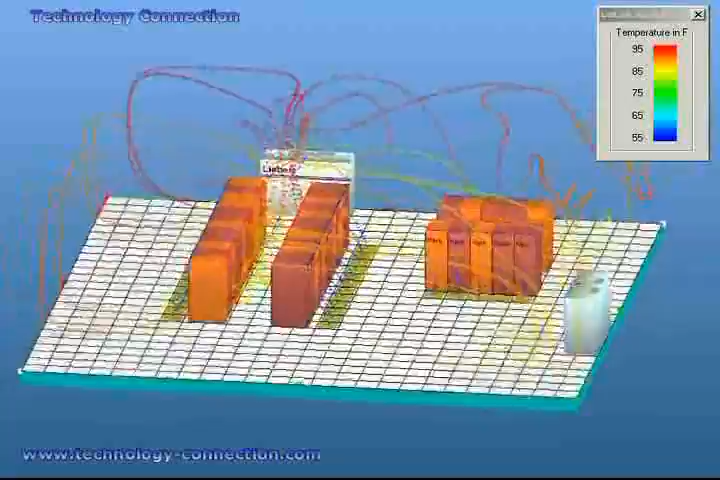 Technology Connection
Temperature in F
95
85
75
65
55
Liebert
www.technology-connection.com